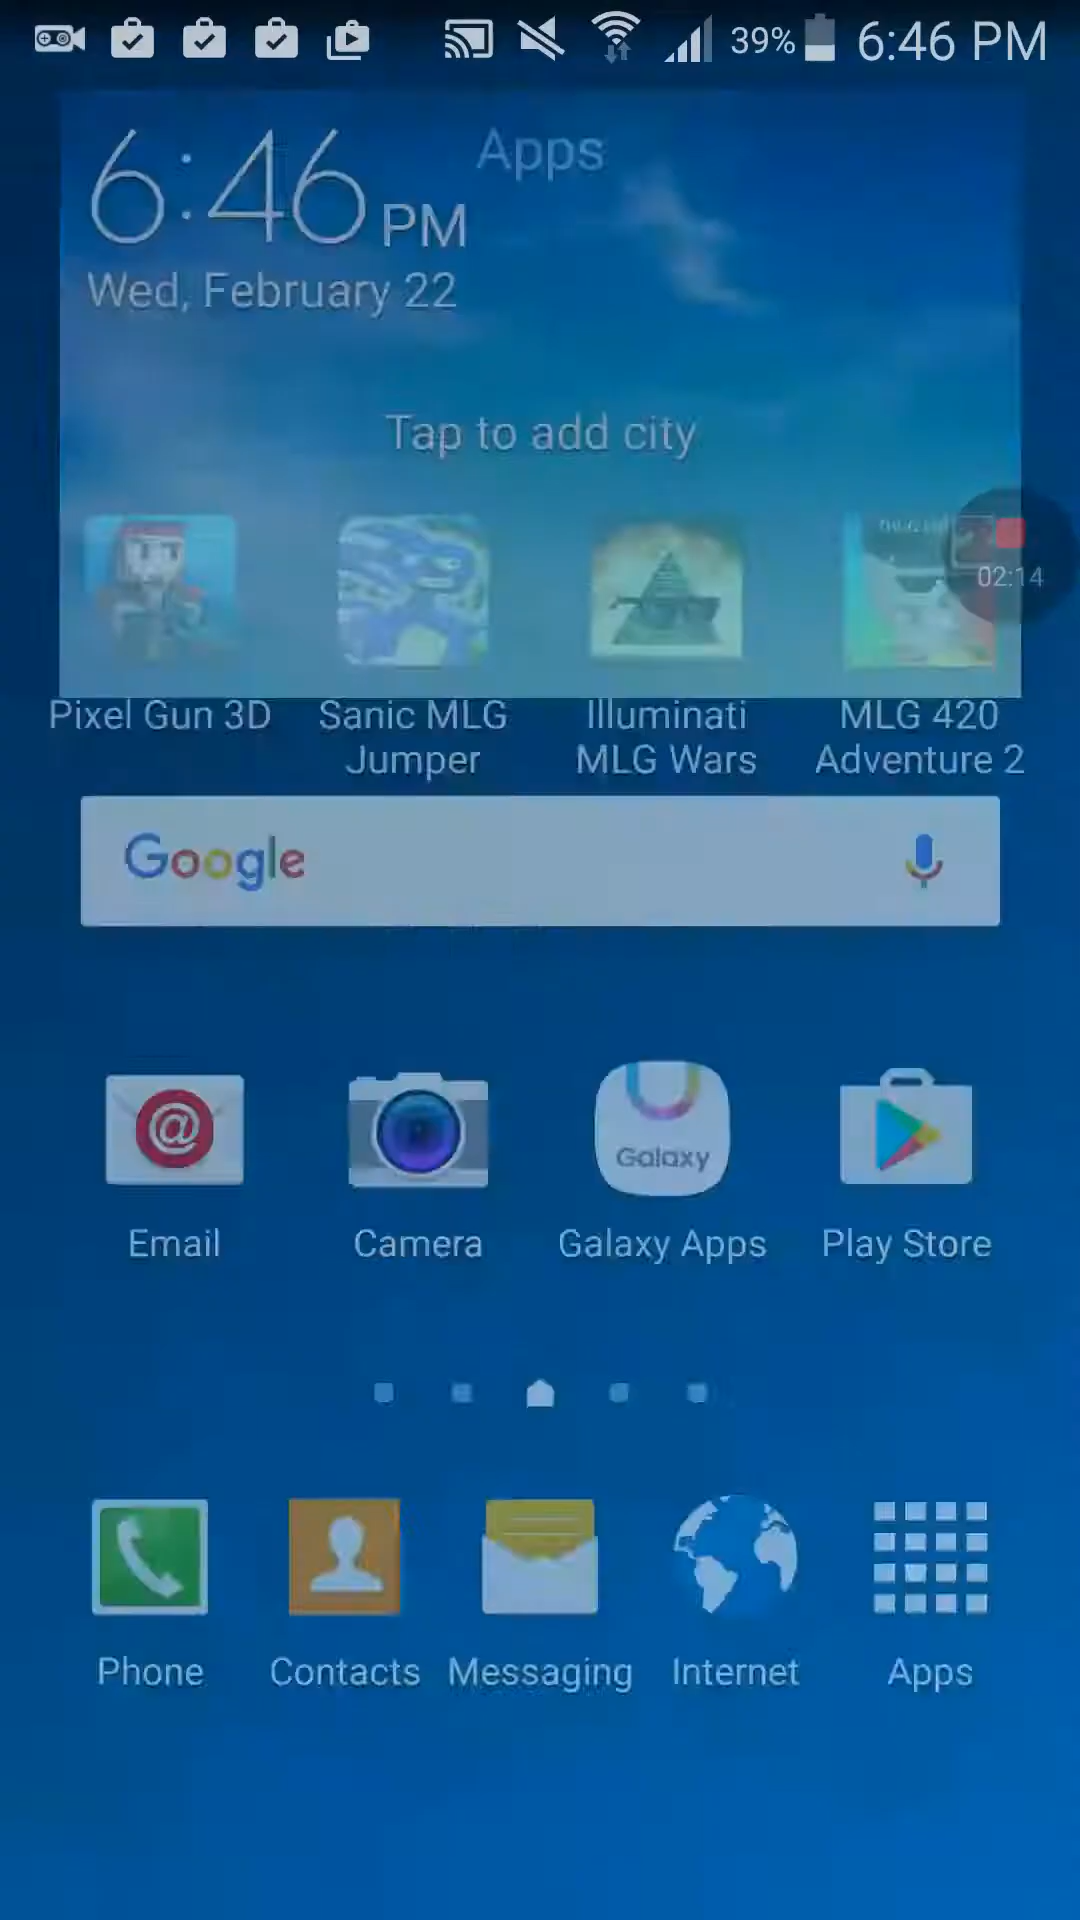 39% 6:46 PM
6:46 PM
Apps
Wed, February 22
Tap to add city
02:14
Pixel Gun 3D
Sanic MLG
Jumper
Illuminati
MLG Wars
MLG 420
Adventure 2
Google
@
Galaxy
Email
Camera
Galaxy Apps
Play Store
Phone
Contacts
Messaging
Internet
Apps